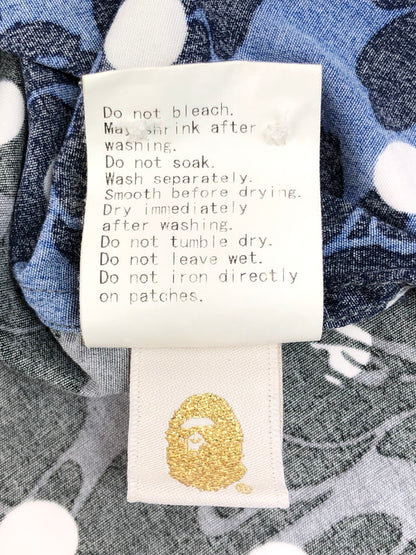 Do not bleach.
May shrink after
washing.
Do not soak.
Wash separately.
Smooth before drying.
Dry immediately
after washing.
Do not tumble dry.
Do not leave wet.
Do not iron directly
on patches.